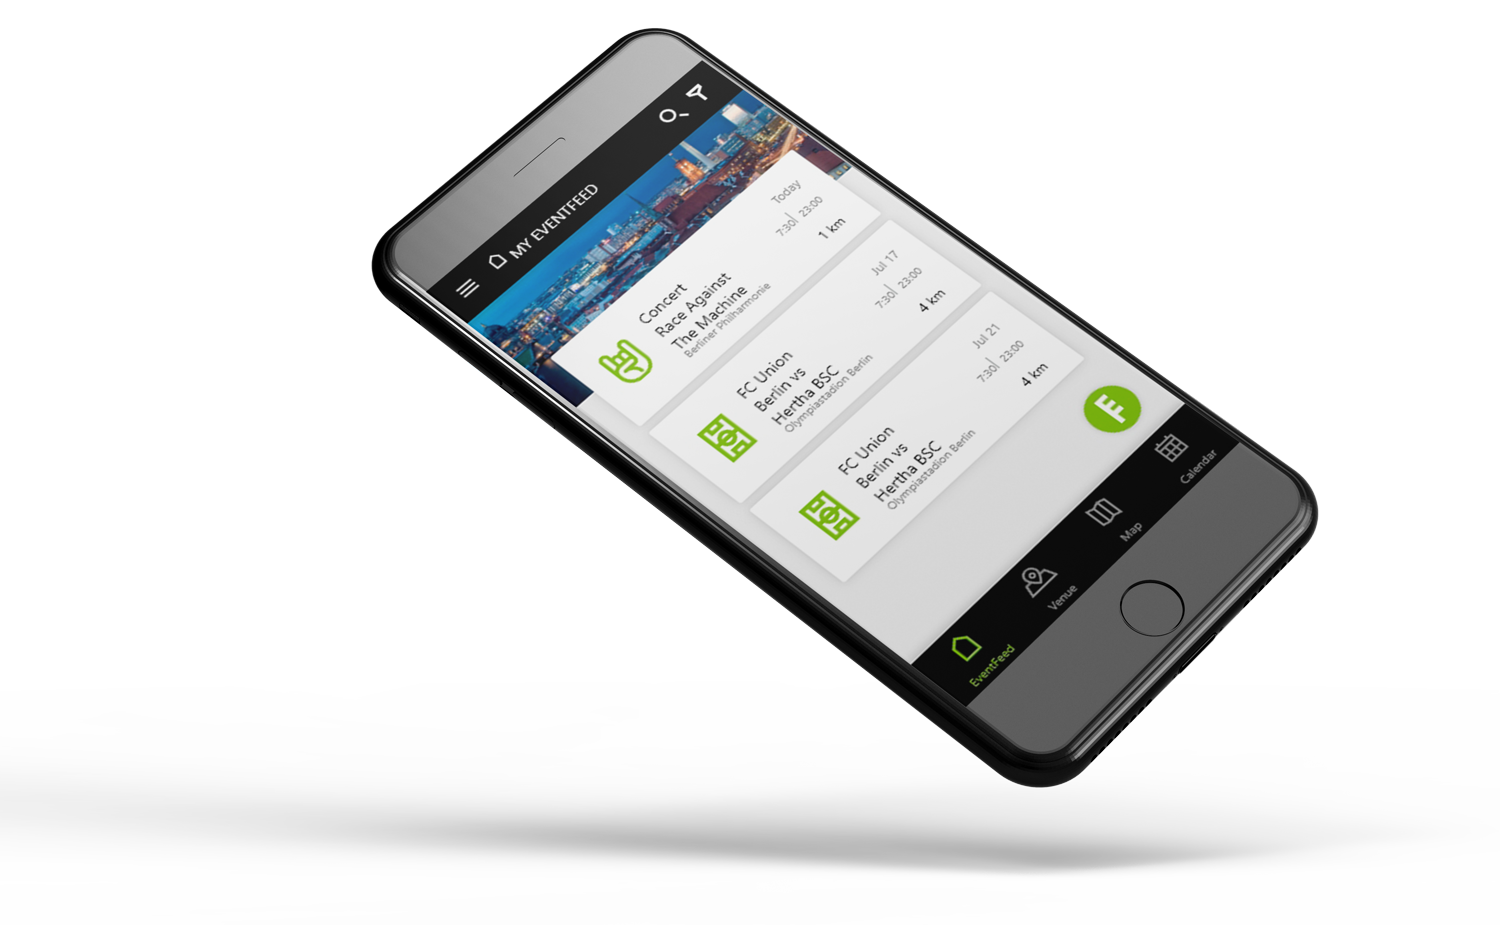 MY EVENTFEED
Today
7:30| 23:00
1 km
Concert
Race Against
The Machine
Berliner Philharmonie
Jul 17
7:30| 23:00
4 km
FC Union
Berlin vs
Hertha BSC
Olympiastadion Berlin
Jul 21
7:30| 23:00
4 km
FC Union
Berlin vs
Hertha BSC
Olympiastadion Berlin
EventFeed
Venue
Map
Calendar